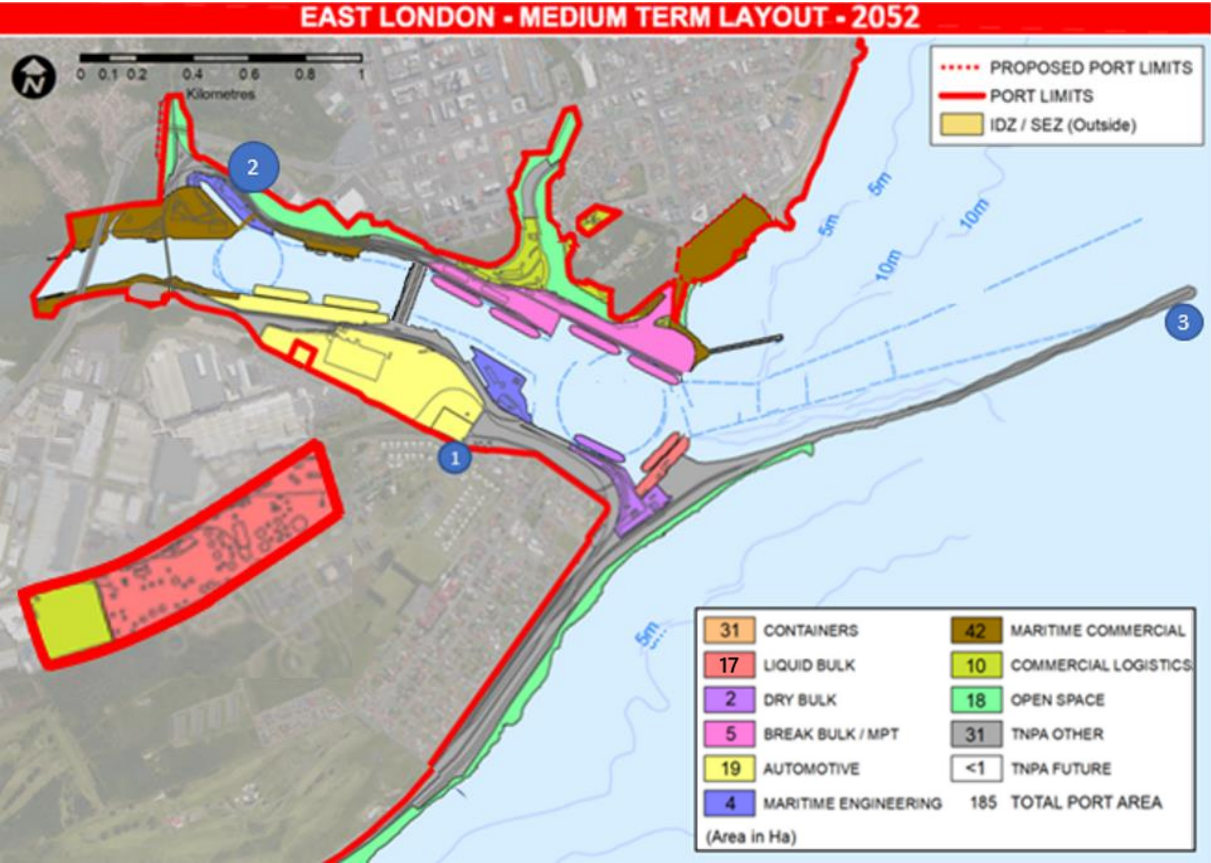 EAST LONDON - MEDIUM TERM LAYOUT - 2052
N
0 0.1 0.2 0.4 0.6 0.8 1
Kilometres
PROPOSED PORT LIMITS
PORT LIMITS
IDZ / SEZ (Outside)
2
5m
10m
5m
10m
3
1
5m
31 CONTAINERS
17 LIQUID BULK
2 DRY BULK
5 BREAK BULK / MPT
19 AUTOMOTIVE
4 MARITIME ENGINEERING
(Area in Ha)
42 MARITIME COMMERCIAL
10 COMMERCIAL LOGISTICS
18 OPEN SPACE
31 TNPA OTHER
<1 TNPA FUTURE
185 TOTAL PORT AREA